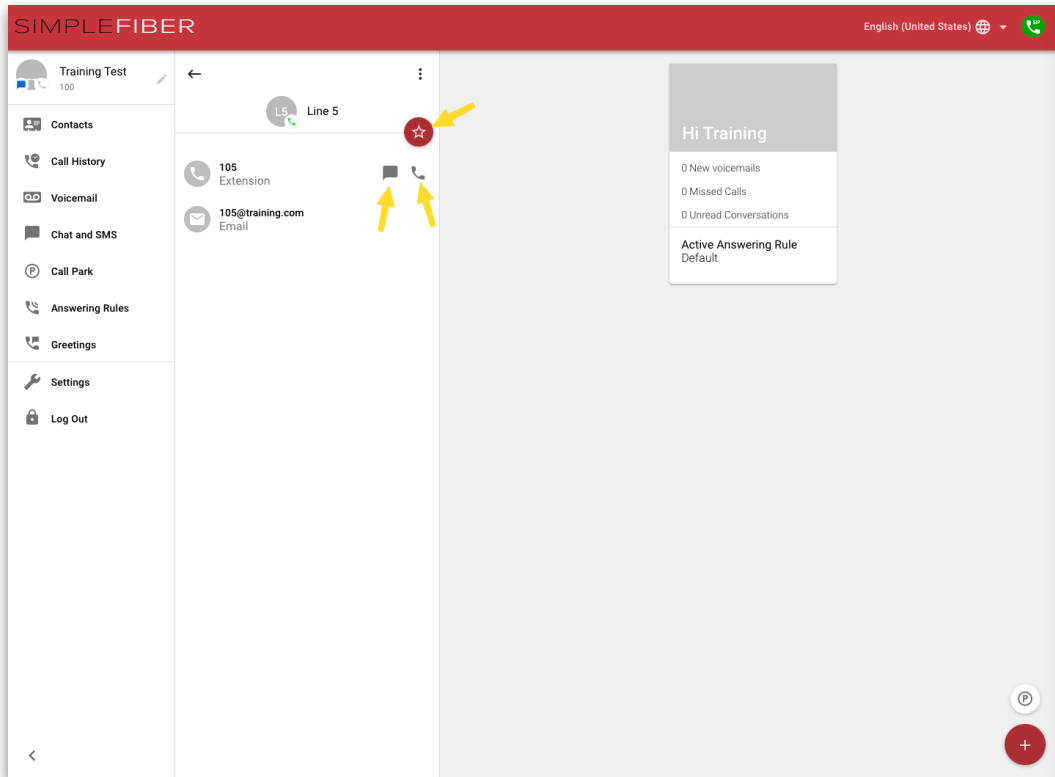 SIMPLEFIBER
English (United States)
SIP
Training Test
100
Contacts
Call History
Voicemail
Chat and SMS
P
Call Park
Answering Rules
Greetings
Settings
Log Out
L5
Line 5
105
Extension
105@training.com
Email
Hi Training
0 New voicemails
0 Missed Calls
0 Unread Conversations
Active Answering Rule
Default
P